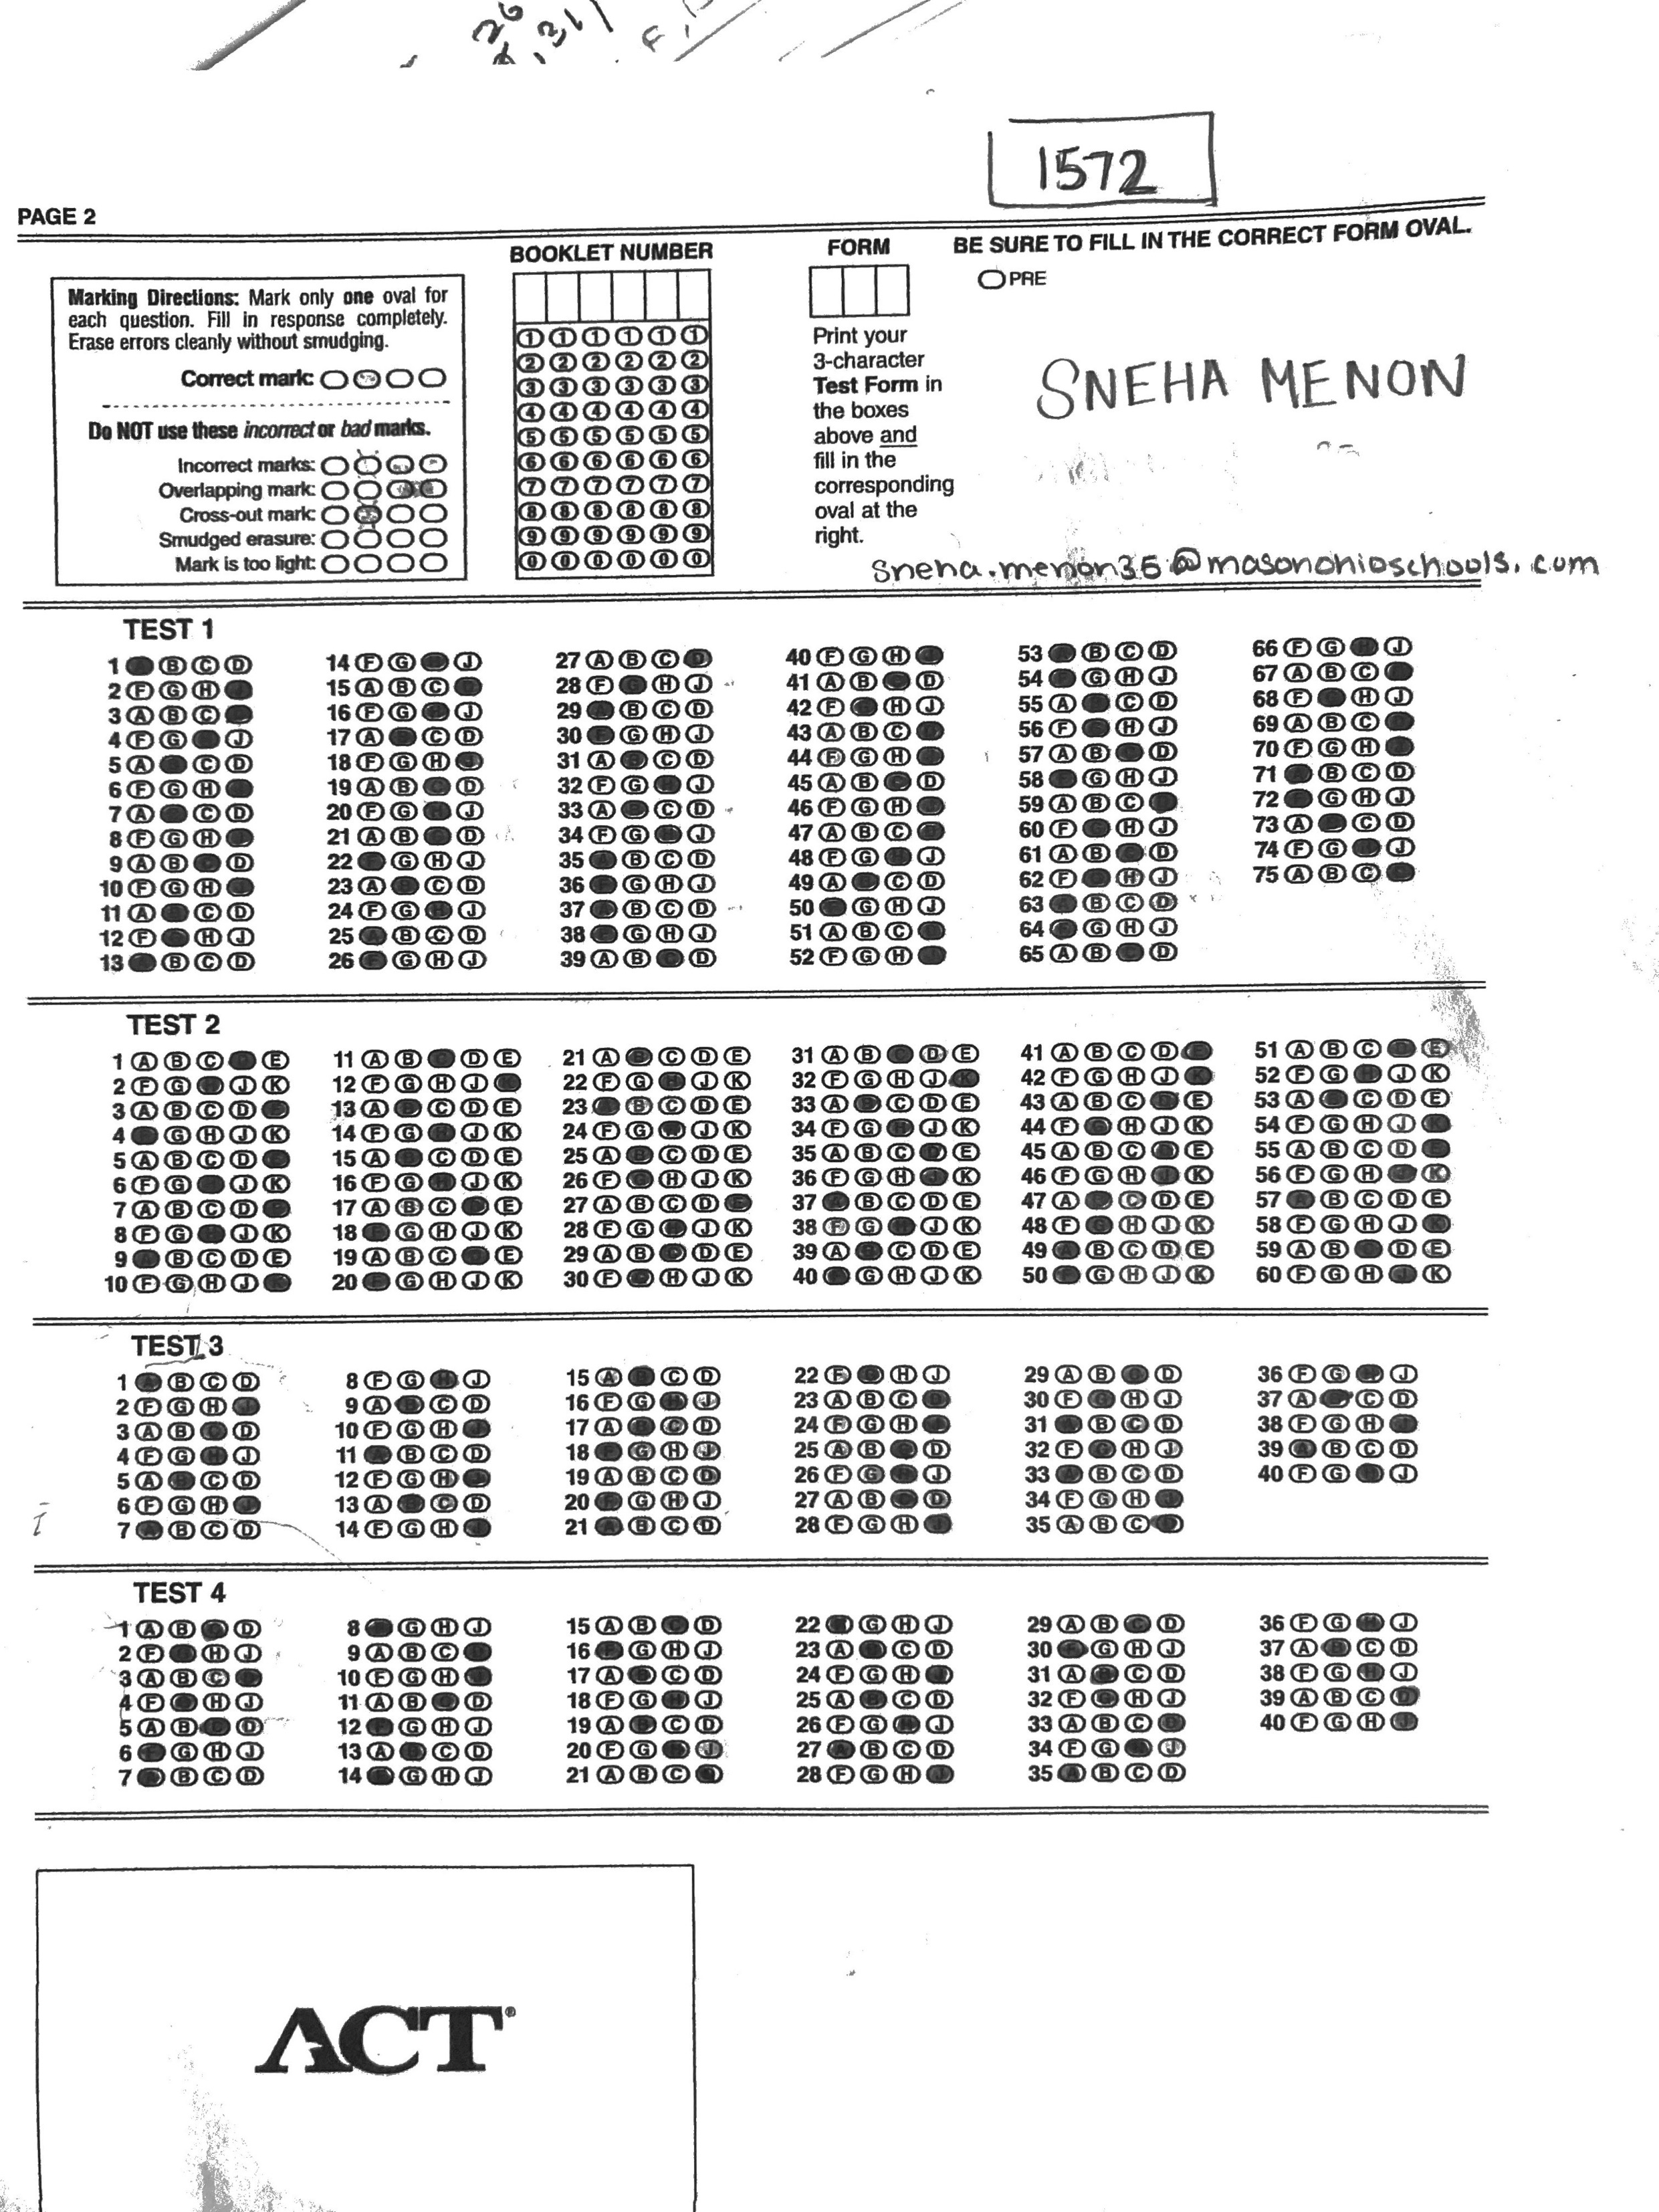 26
1572
PAGE 2
BOOKLET NUMBER
FORM
BE SURE TO FILL IN THE CORRECT FORM OVAL.
PRE
Marking Directions: Mark only one oval for
each question. Fill in response completely.
Erase errors cleanly without smudging.
Correct mark:
Do NOT use these incorrect or bad marks.
Incorrect marks:
Overlapping mark:
Cross-out mark:
Smudged erasure:
Mark is too light:
1 1 1 1 1 1
2 2 2 2 2 2
3 3 3 3 3 3
4 4 4 4 4 4
5 5 5 5 5 5
6 6 6 6 6 6
7 7 7 7 7 7
8 8 8 8 8 8
9 9 9 9 9 9
0 0 0 0 0 0
Print your
3-character
Test Form in
the boxes
above and
fill in the
corresponding
oval at the
right.
SNEHA MENON
sneha.menon35@masonohioschools.com
TEST 1
1 B C D 14 F G J 27 A B C 40 F G H 53 B C D 66 F G J
2 F G H 15 A B C 28 F H J 41 A B D 54 G H J 67 A B C
3 A B C 16 F G J 29 B C D 42 F H J 55 A C D 68 F H J
4 F G J 17 A C D 30 G H J 43 A B C 56 F H J 69 A B C
5 A C D 18 F G H 31 A C D 44 F G H 57 A B D 70 F G H
6 F G H 19 A B D 32 F G J 45 A B D 58 G H J 71 B C D
7 A C D 20 F G J 33 A C D 46 F G H 59 A B C 72 G H J
8 F G H 21 A B D 34 F G J 47 A B C 60 F H J 73 A C D
9 A B D 22 G H J 35 B C D 48 F G J 61 A B D 74 F G J
10 F G H 23 A C D 36 G H J 49 A C D 62 F H J 75 A B C
11 A C D 24 F G J 37 B C D 50 G H J 63 B C D
12 F H J 25 B C D 38 G H J 51 A B C 64 G H J
13 B C D 26 G H J 39 A B D 52 F G H 65 A B D
TEST 2
1 A B C E 11 A B D E 21 A C D E 31 A B D E 41 A B C D 51 A B C E
2 F G J K 12 F G H J 22 F G J K 32 F G H J 42 F G H J 52 F G J K
3 A B C D 13 A C D E 23 B C D E 33 A C D E 43 A B C E 53 A C D E
4 G H J K 14 F G J K 24 F G J K 34 F G J K 44 F H J K 54 F G H J
5 A B C D 15 A C D E 25 A C D E 35 A B C E 45 A B C E 55 A B C D
6 F G J K 16 F G J K 26 F H J K 36 F G H K 46 F G H K 56 F G H K
7 A B C D 17 A B C E 27 A B C D 37 B C D E 47 A C D E 57 B C D E
8 F G J K 18 G H J K 28 F G J K 38 F G J K 48 F H J K 58 F G H J
9 B C D E 19 A B C E 29 A B D E 39 A C D E 49 B C D E 59 A B D E
10 F G H J 20 G H J K 30 F H J K 40 G H J K 50 G H J K 60 F G H K
TEST 3
1 B C D 8 F G J 15 A C D 22 F H J 29 A B D 36 F G J
2 F G H 9 A C D 16 F G J 23 A B C 30 F H J 37 A C D
3 A B D 10 F G H 17 A C D 24 F G H 31 B C D 38 F G H
4 F G J 11 B C D 18 G H J 25 A B D 32 F H J 39 B C D
5 A C D 12 F G H 19 A B C D 26 F G J 33 B C D 40 F G J
6 F G H 13 A C D 20 G H J 27 A B D 34 F G H
7 B C D 14 F G H 21 B C D 28 F G H 35 A B C
TEST 4
1 A B D 8 G H J 15 A B D 22 G H J 29 A B D 36 F G J
2 F H J 9 A B C 16 G H J 23 A C D 30 G H J 37 A C D
3 A B C 10 F G H 17 A C D 24 F G H 31 A C D 38 F G J
4 F H J 11 A B D 18 F G J 25 A C D 32 F H J 39 A B C
5 A B D 12 G H J 19 A C D 26 F G J 33 A B C 40 F G H
6 G H J 13 A C D 20 F G J 27 B C D 34 F G J
7 B C D 14 G H J 21 A B C 28 F G H 35 B C D
ACT®